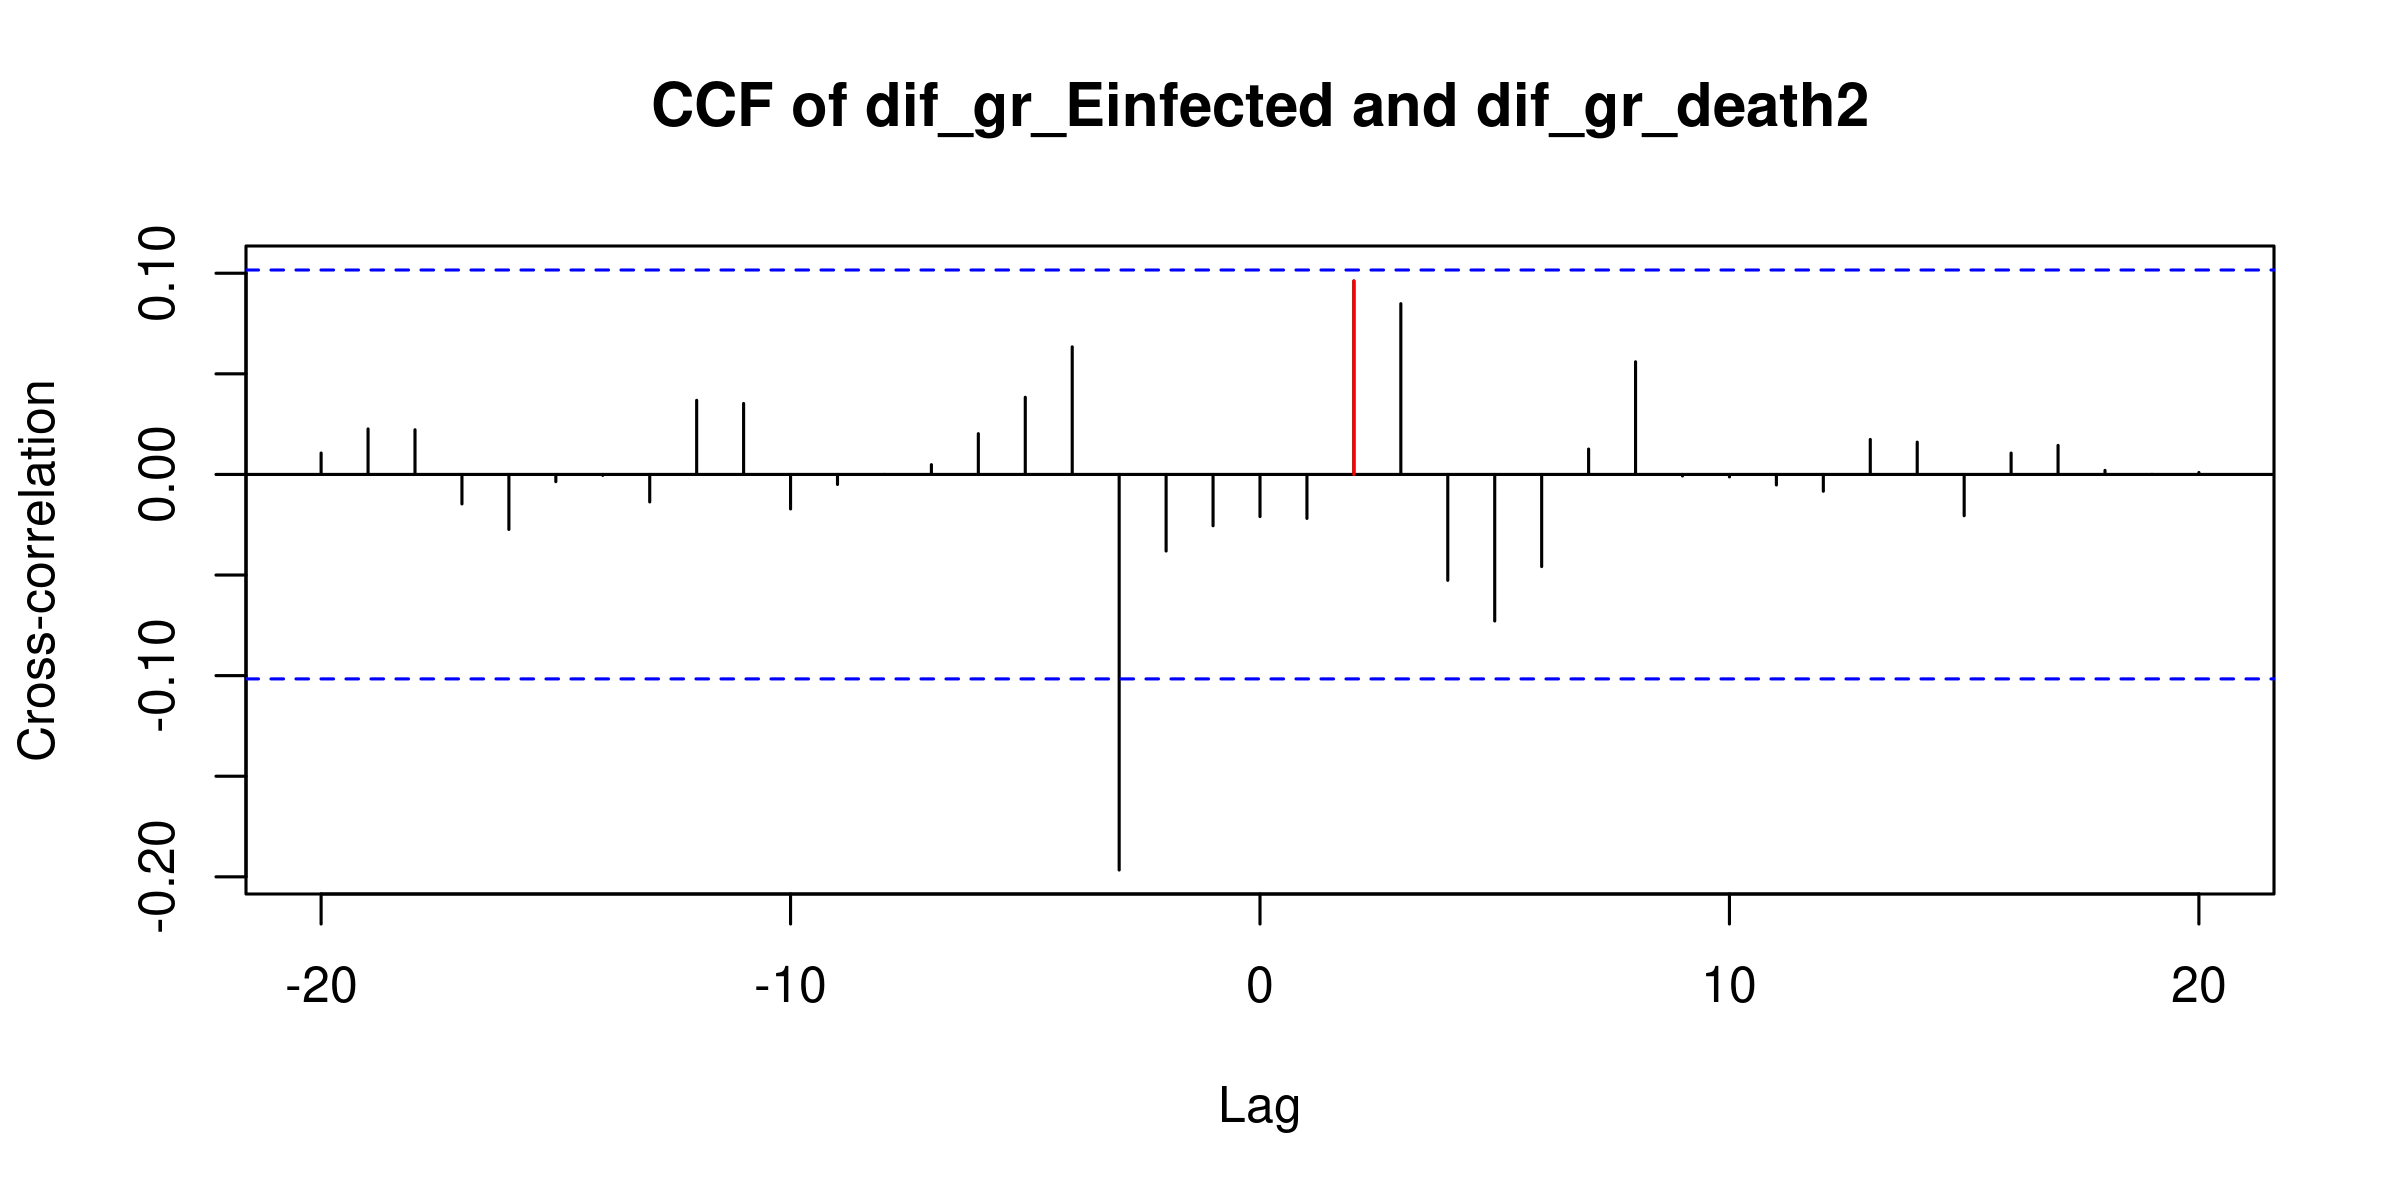 CCF of dif_gr_Einfected and dif_gr_death2
Cross-correlation
0.10
0.00
-0.10
-0.20
-20 -10 0 10 20
Lag